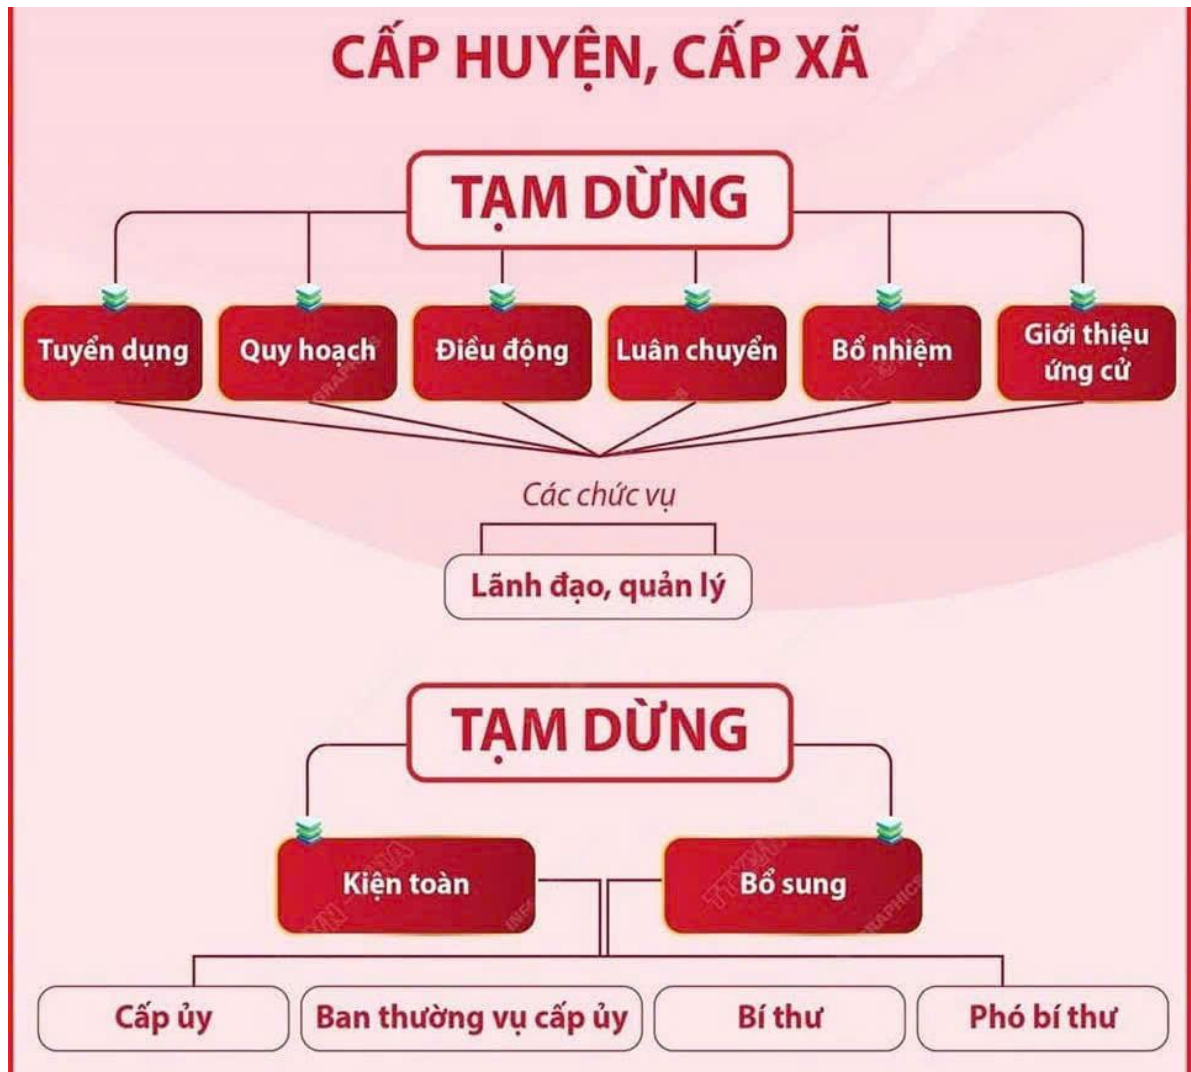 CẤP HUYỆN, CẤP XÃ
TẠM DỪNG
Tuyển dụng
Quy hoạch
Điều động
Luân chuyển
Bổ nhiệm
Giới thiệu
ứng cử
Các chức vụ
Lãnh đạo, quản lý
TẠM DỪNG
Kiện toàn
Bổ sung
Cấp ủy
Ban thường vụ cấp ủy
Bí thư
Phó bí thư